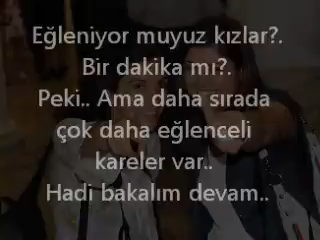 Eğleniyor muyuz kızlar?.
Bir dakika mı?.
Peki.. Ama daha sırada
çok daha eğlenceli
kareler var..
Hadi bakalım devam..